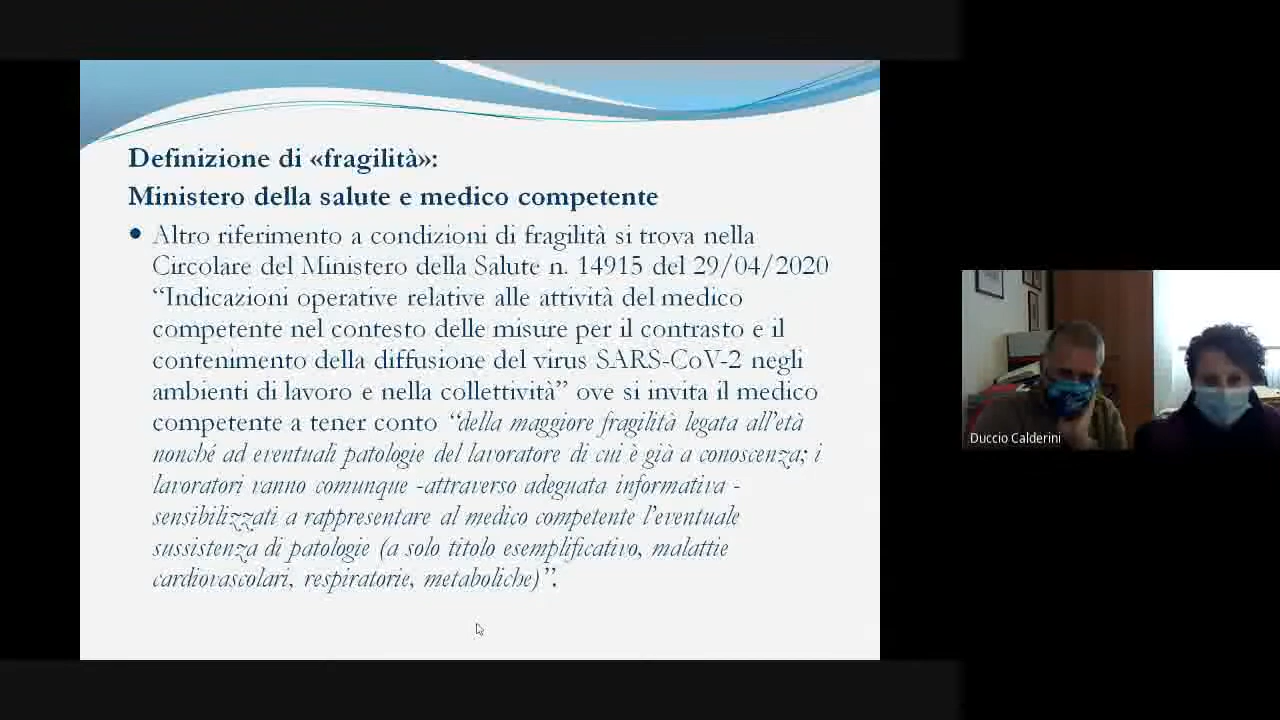 Definizione di «fragilità»:
Ministero della salute e medico competente
• Altro riferimento a condizioni di fragilità si trova nella
Circolare del Ministero della Salute n. 14915 del 29/04/2020
“Indicazioni operative relative alle attività del medico
competente nel contesto delle misure per il contrasto e il
contenimento della diffusione del virus SARS-CoV-2 negli
ambienti di lavoro e nella collettività” ove si invita il medico
competente a tener conto “della maggiore fragilità legata all’età
nonché ad eventuali patologie del lavoratore di cui è già a conoscenza; i
lavoratori vanno comunque -attraverso adeguata informativa -
sensibilizzati a rappresentare al medico competente l’eventuale
sussistenza di patologie (a solo titolo esemplificativo, malattie
cardiovascolari, respiratorie, metaboliche)”.
Duccio Calderini